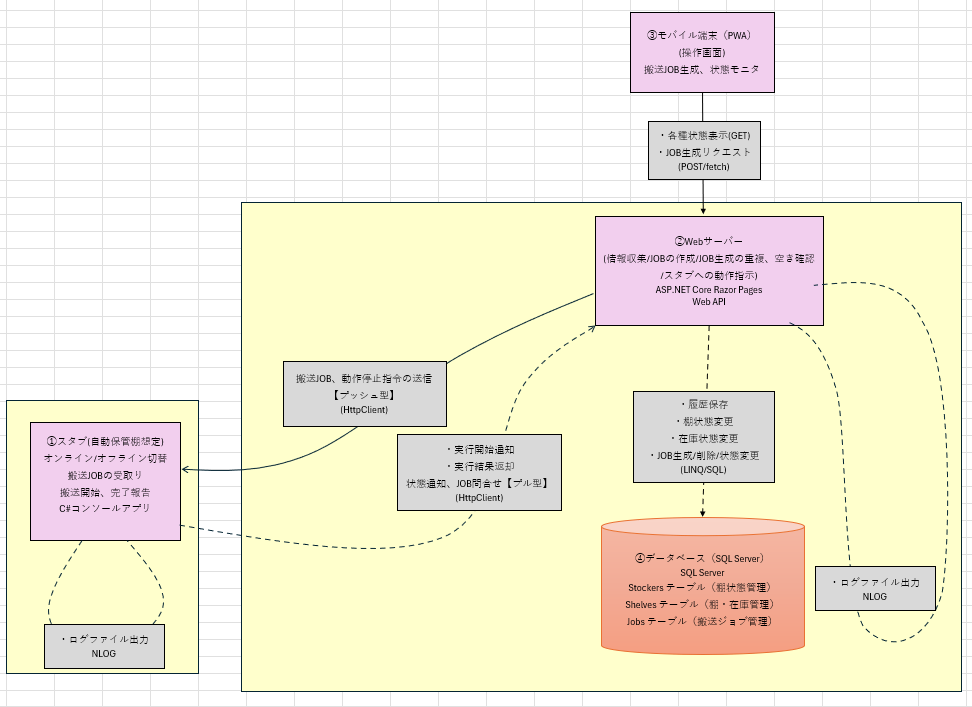 ③モバイル端末（PWA）
(操作画面)
搬送JOB生成、状態モニタ
・各種状態表示(GET)
・JOB生成リクエスト
(POST/fetch)
②Webサーバー
(情報収集/JOBの作成/JOB生成の重複、空き確認
/スタブへの動作指示)
ASP.NET Core Razor Pages
Web API
搬送JOB、動作停止指令の送信
【プッシュ型】
(HttpClient)
・実行開始通知
・実行結果返却
状態通知、JOB問合せ【プル型】
(HttpClient)
・履歴保存
・棚状態変更
・在庫状態変更
・JOB生成/削除/状態変更
(LINQ/SQL)
①スタブ(自動保管棚想定)
オンライン/オフライン切替
搬送JOBの受取り
搬送開始、完了報告
C#コンソールアプリ
・ログファイル出力
NLOG
④データベース（SQL Server）
SQL Server
Stockers テーブル（棚状態管理）
Shelves テーブル（棚・在庫管理）
Jobs テーブル（搬送ジョブ管理）
・ログファイル出力
NLOG